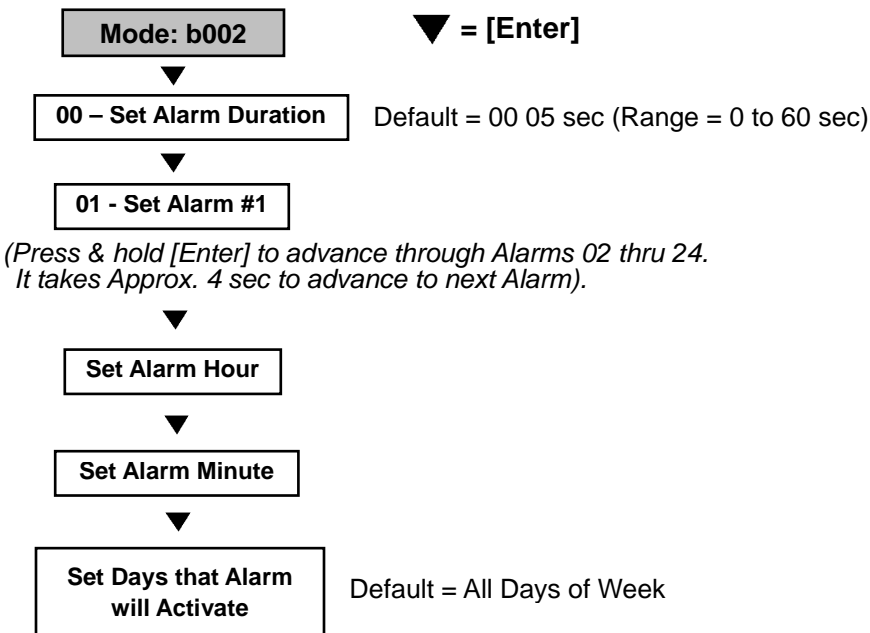 Mode: b002
▼ = [Enter]
00 – Set Alarm Duration
Default = 00 05 sec (Range = 0 to 60 sec)
01 - Set Alarm #1
(Press & hold [Enter] to advance through Alarms 02 thru 24.
It takes Approx. 4 sec to advance to next Alarm).
Set Alarm Hour
Set Alarm Minute
Set Days that Alarm
will Activate
Default = All Days of Week